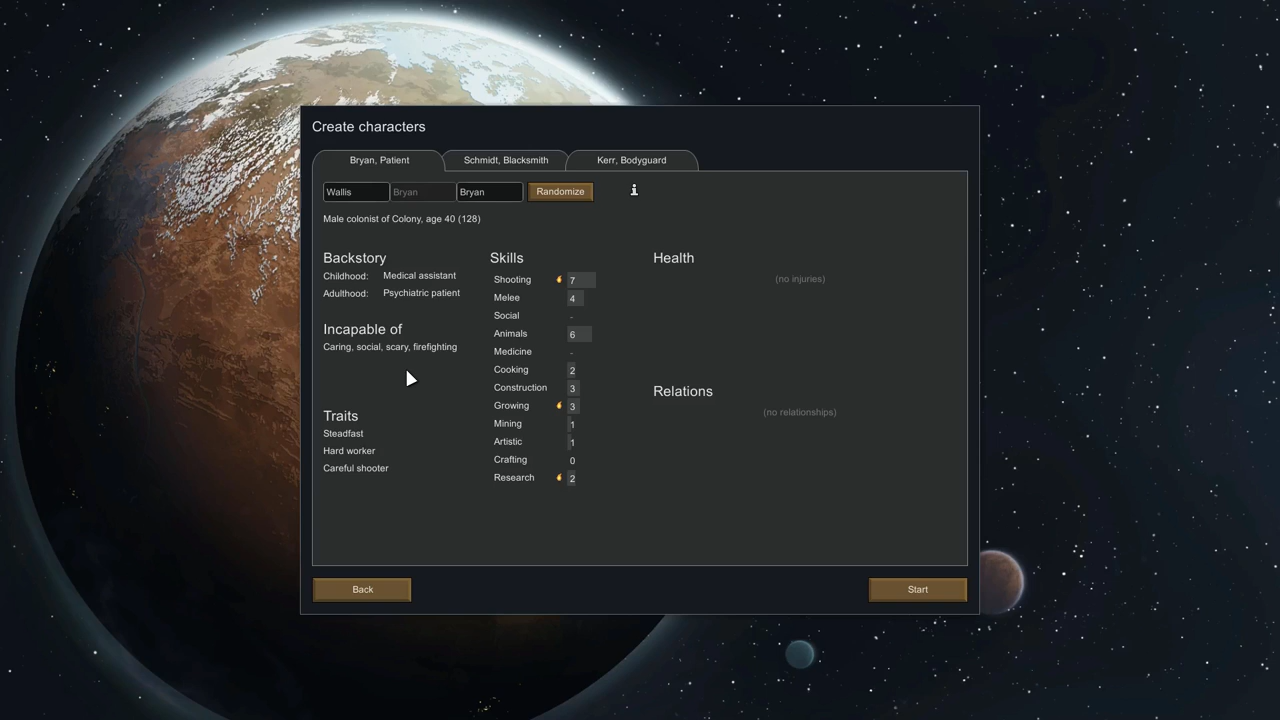 Create characters
Bryan, Patient
Schmidt, Blacksmith
Kerr, Bodyguard
Wallis
Bryan
Bryan
Randomize
Male colonist of Colony, age 40 (128)
Backstory
Childhood: Medical assistant
Adulthood: Psychiatric patient
Incapable of
Caring, social, scary, firefighting
Traits
Steadfast
Hard worker
Careful shooter
Skills
Shooting 7
Melee 4
Social -
Animals 6
Medicine -
Cooking 2
Construction 3
Growing 3
Mining 1
Artistic 1
Crafting 0
Research 2
Health
(no injuries)
Relations
(no relationships)
Back
Start